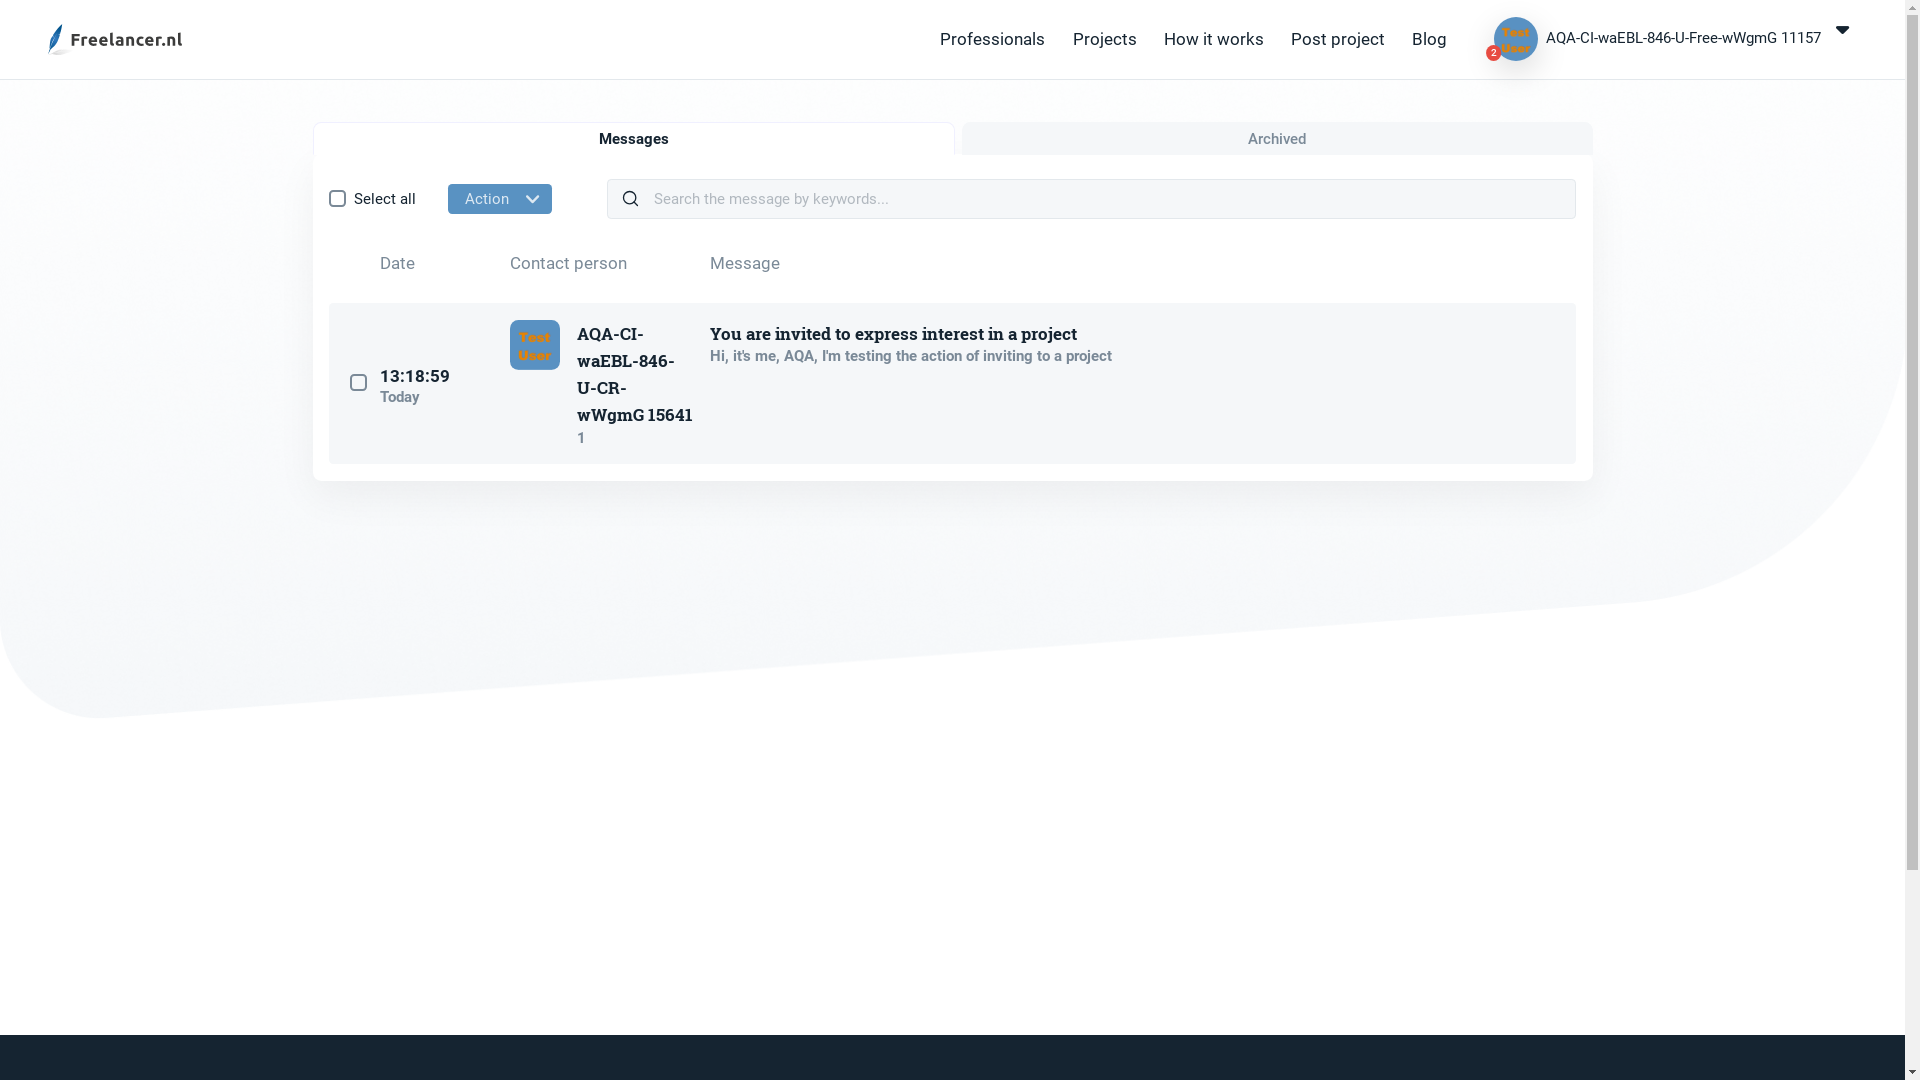 Freelancer.nl
Professionals
Projects
How it works
Post project
Blog
Test
User
2
AQA-CI-waEBL-846-U-Free-wWgmG 11157
Messages
Archived
Select all
Action
Search the message by keywords...
Date
Contact person
Message
13:18:59
Today
Test
User
AQA-CI-
waEBL-846-
U-CR-
wWgmG 15641
1
You are invited to express interest in a project
Hi, it's me, AQA, I'm testing the action of inviting to a project